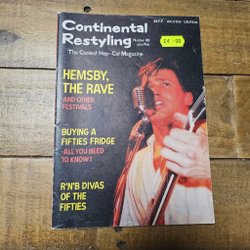 Continental
Restyling
The Coolest Hep-Cat Magazine
£4.00
HEMSBY,
THE RAVE
AND OTHER
FESTIVALS
BUYING A
FIFTIES FRIDGE
-ALL YOU NEED
TO KNOW!
R'N'B DIVAS
OF THE
FIFTIES